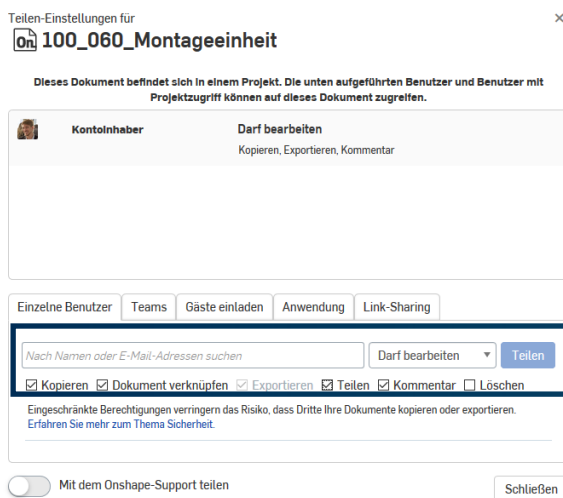 Teilen-Einstellungen für
On 100_060_Montageeinheit
Dieses Dokument befindet sich in einem Projekt. Die unten aufgeführten Benutzer und Benutzer mit
Projektzugriff können auf dieses Dokument zugreifen.
Kontoinhaber Darf bearbeiten
Kopieren, Exportieren, Kommentar
Einzelne Benutzer Teams Gäste einladen Anwendung Link-Sharing
Nach Namen oder E-Mail-Adressen suchen Darf bearbeiten Teilen
Kopieren Dokument verknüpfen Exportieren Teilen Kommentar Löschen
Eingeschränkte Berechtigungen verringern das Risiko, dass Dritte Ihre Dokumente kopieren oder exportieren.
Erfahren Sie mehr zum Thema Sicherheit.
Mit dem Onshape-Support teilen Schließen